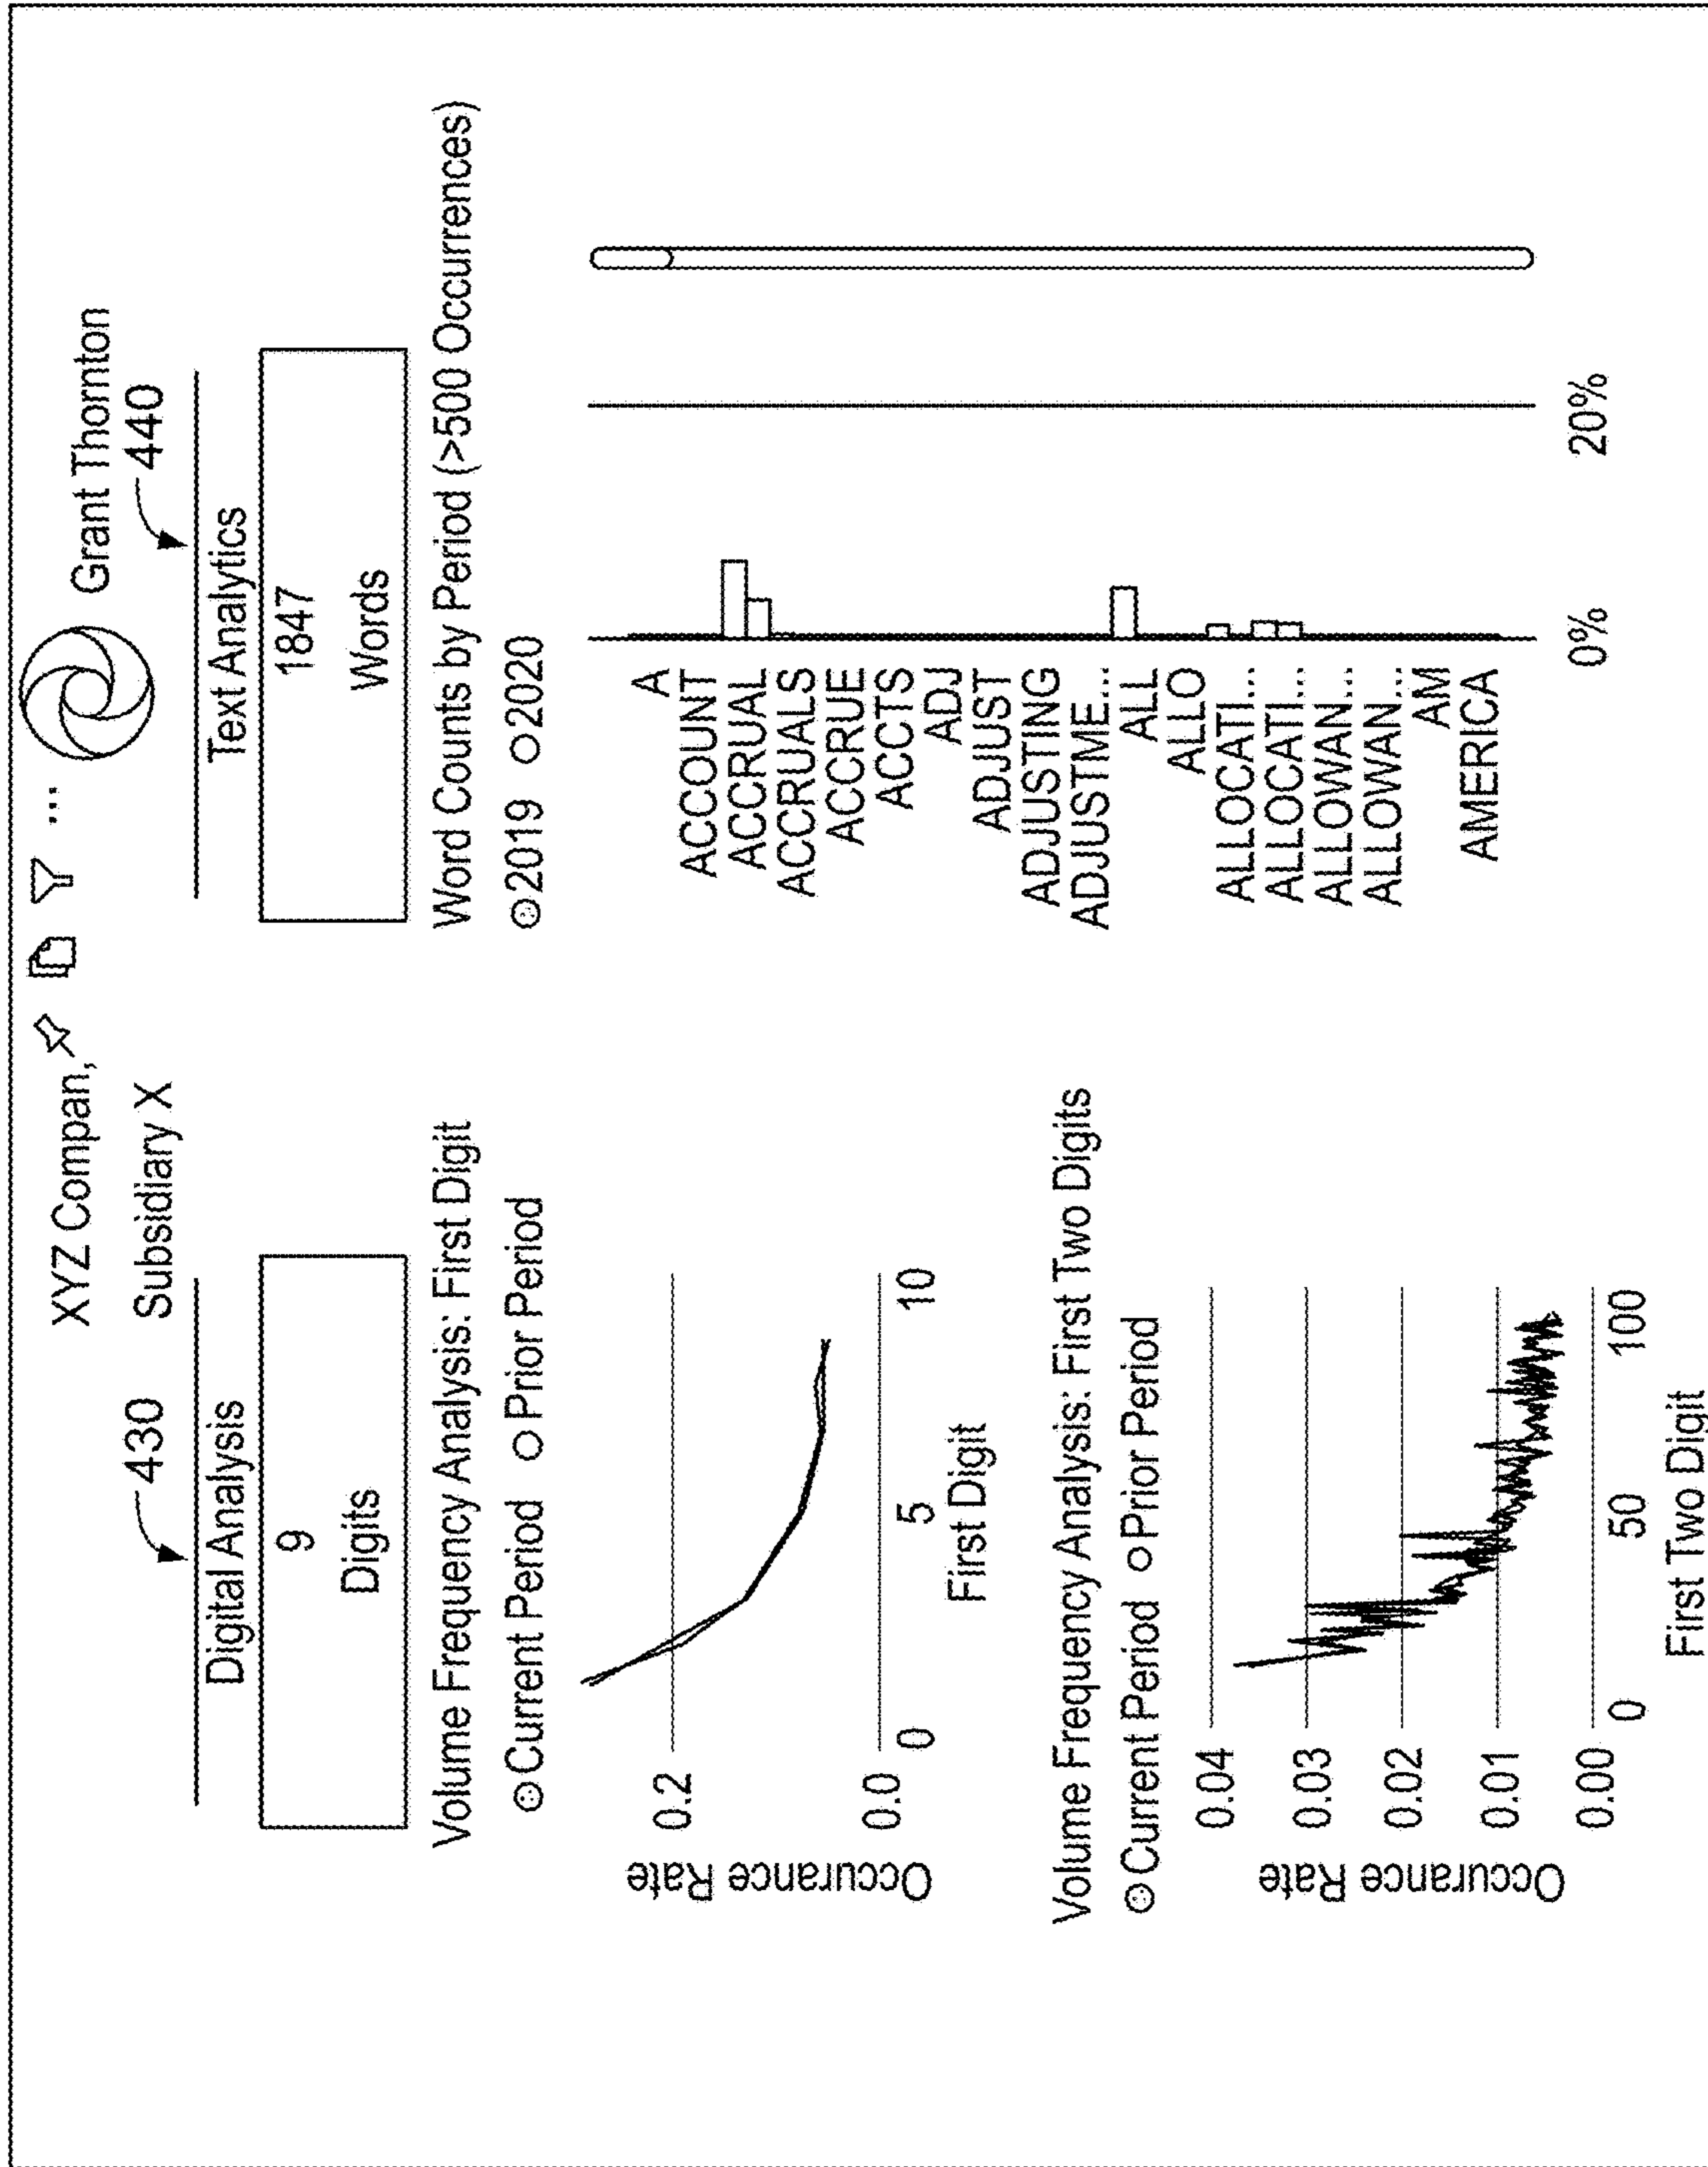 XYZ Compan,
...
Grant Thornton
430
Subsidiary X
440
Digital Analysis
9
Digits
Volume Frequency Analysis: First Digit
Current Period Prior Period
Occurance Rate
0.2
0.0
0 5 10
First Digit
Volume Frequency Analysis: First Two Digits
Current Period Prior Period
Occurance Rate
0.04
0.03
0.02
0.01
0.00
0 50 100
First Two Digit
Text Analytics
1847
Words
Word Counts by Period (>500 Occurrences)
2019 2020
A
ACCOUNT
ACCRUAL
ACCRUALS
ACCRUE
ACCTS
ADJ
ADJUST
ADJUSTING
ADJUSTME...
ALL
ALLO
ALLOCATI...
ALLOCATI...
ALLOWAN...
ALLOWAN...
AM
AMERICA
0% 20%